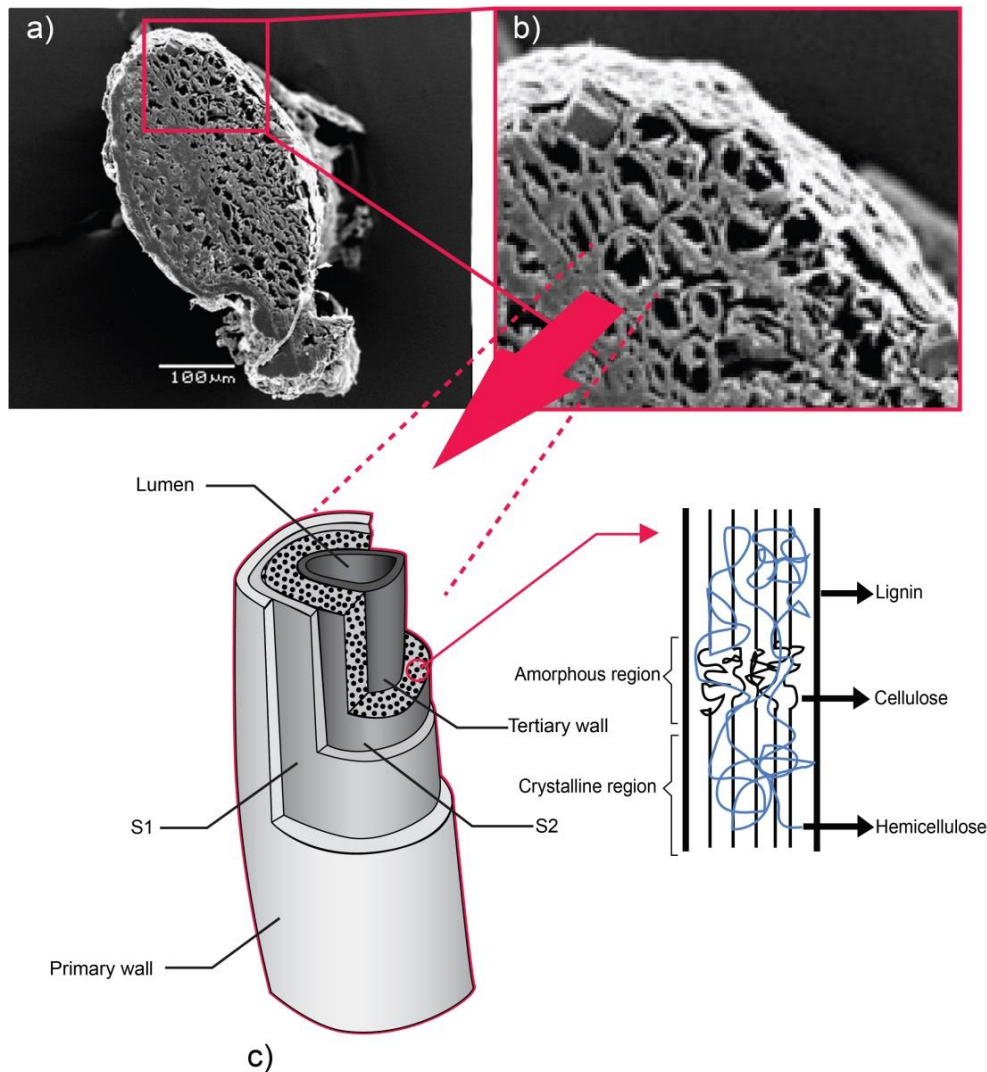 a)
b)
100μm
Lumen
Lignin
Amorphous region
Cellulose
Tertiary wall
Crystalline region
S1
S2
Hemicellulose
Primary wall
c)